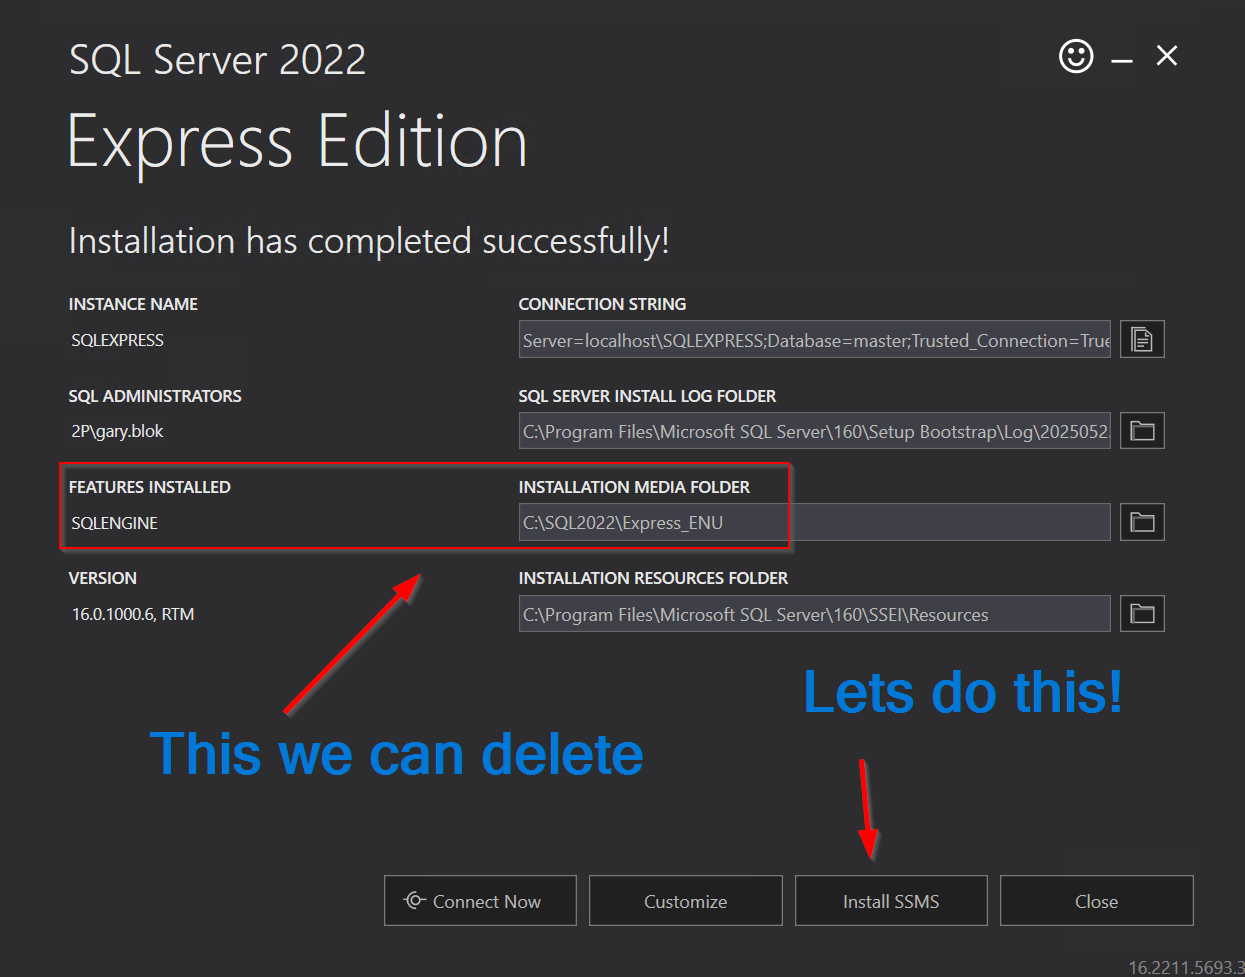 SQL Server 2022
Express Edition
Installation has completed successfully!
INSTANCE NAME
SQLEXPRESS
CONNECTION STRING
Server=localhost\SQLEXPRESS;Database=master;Trusted_Connection=True
SQL ADMINISTRATORS
2P\gary.blok
SQL SERVER INSTALL LOG FOLDER
C:\Program Files\Microsoft SQL Server\160\Setup Bootstrap\Log\2025052
FEATURES INSTALLED
SQLENGINE
INSTALLATION MEDIA FOLDER
C:\SQL2022\Express_ENU
VERSION
16.0.1000.6, RTM
INSTALLATION RESOURCES FOLDER
C:\Program Files\Microsoft SQL Server\160\SSEI\Resources
Lets do this!
This we can delete
Connect Now
Customize
Install SSMS
Close
16.2211.5693.3